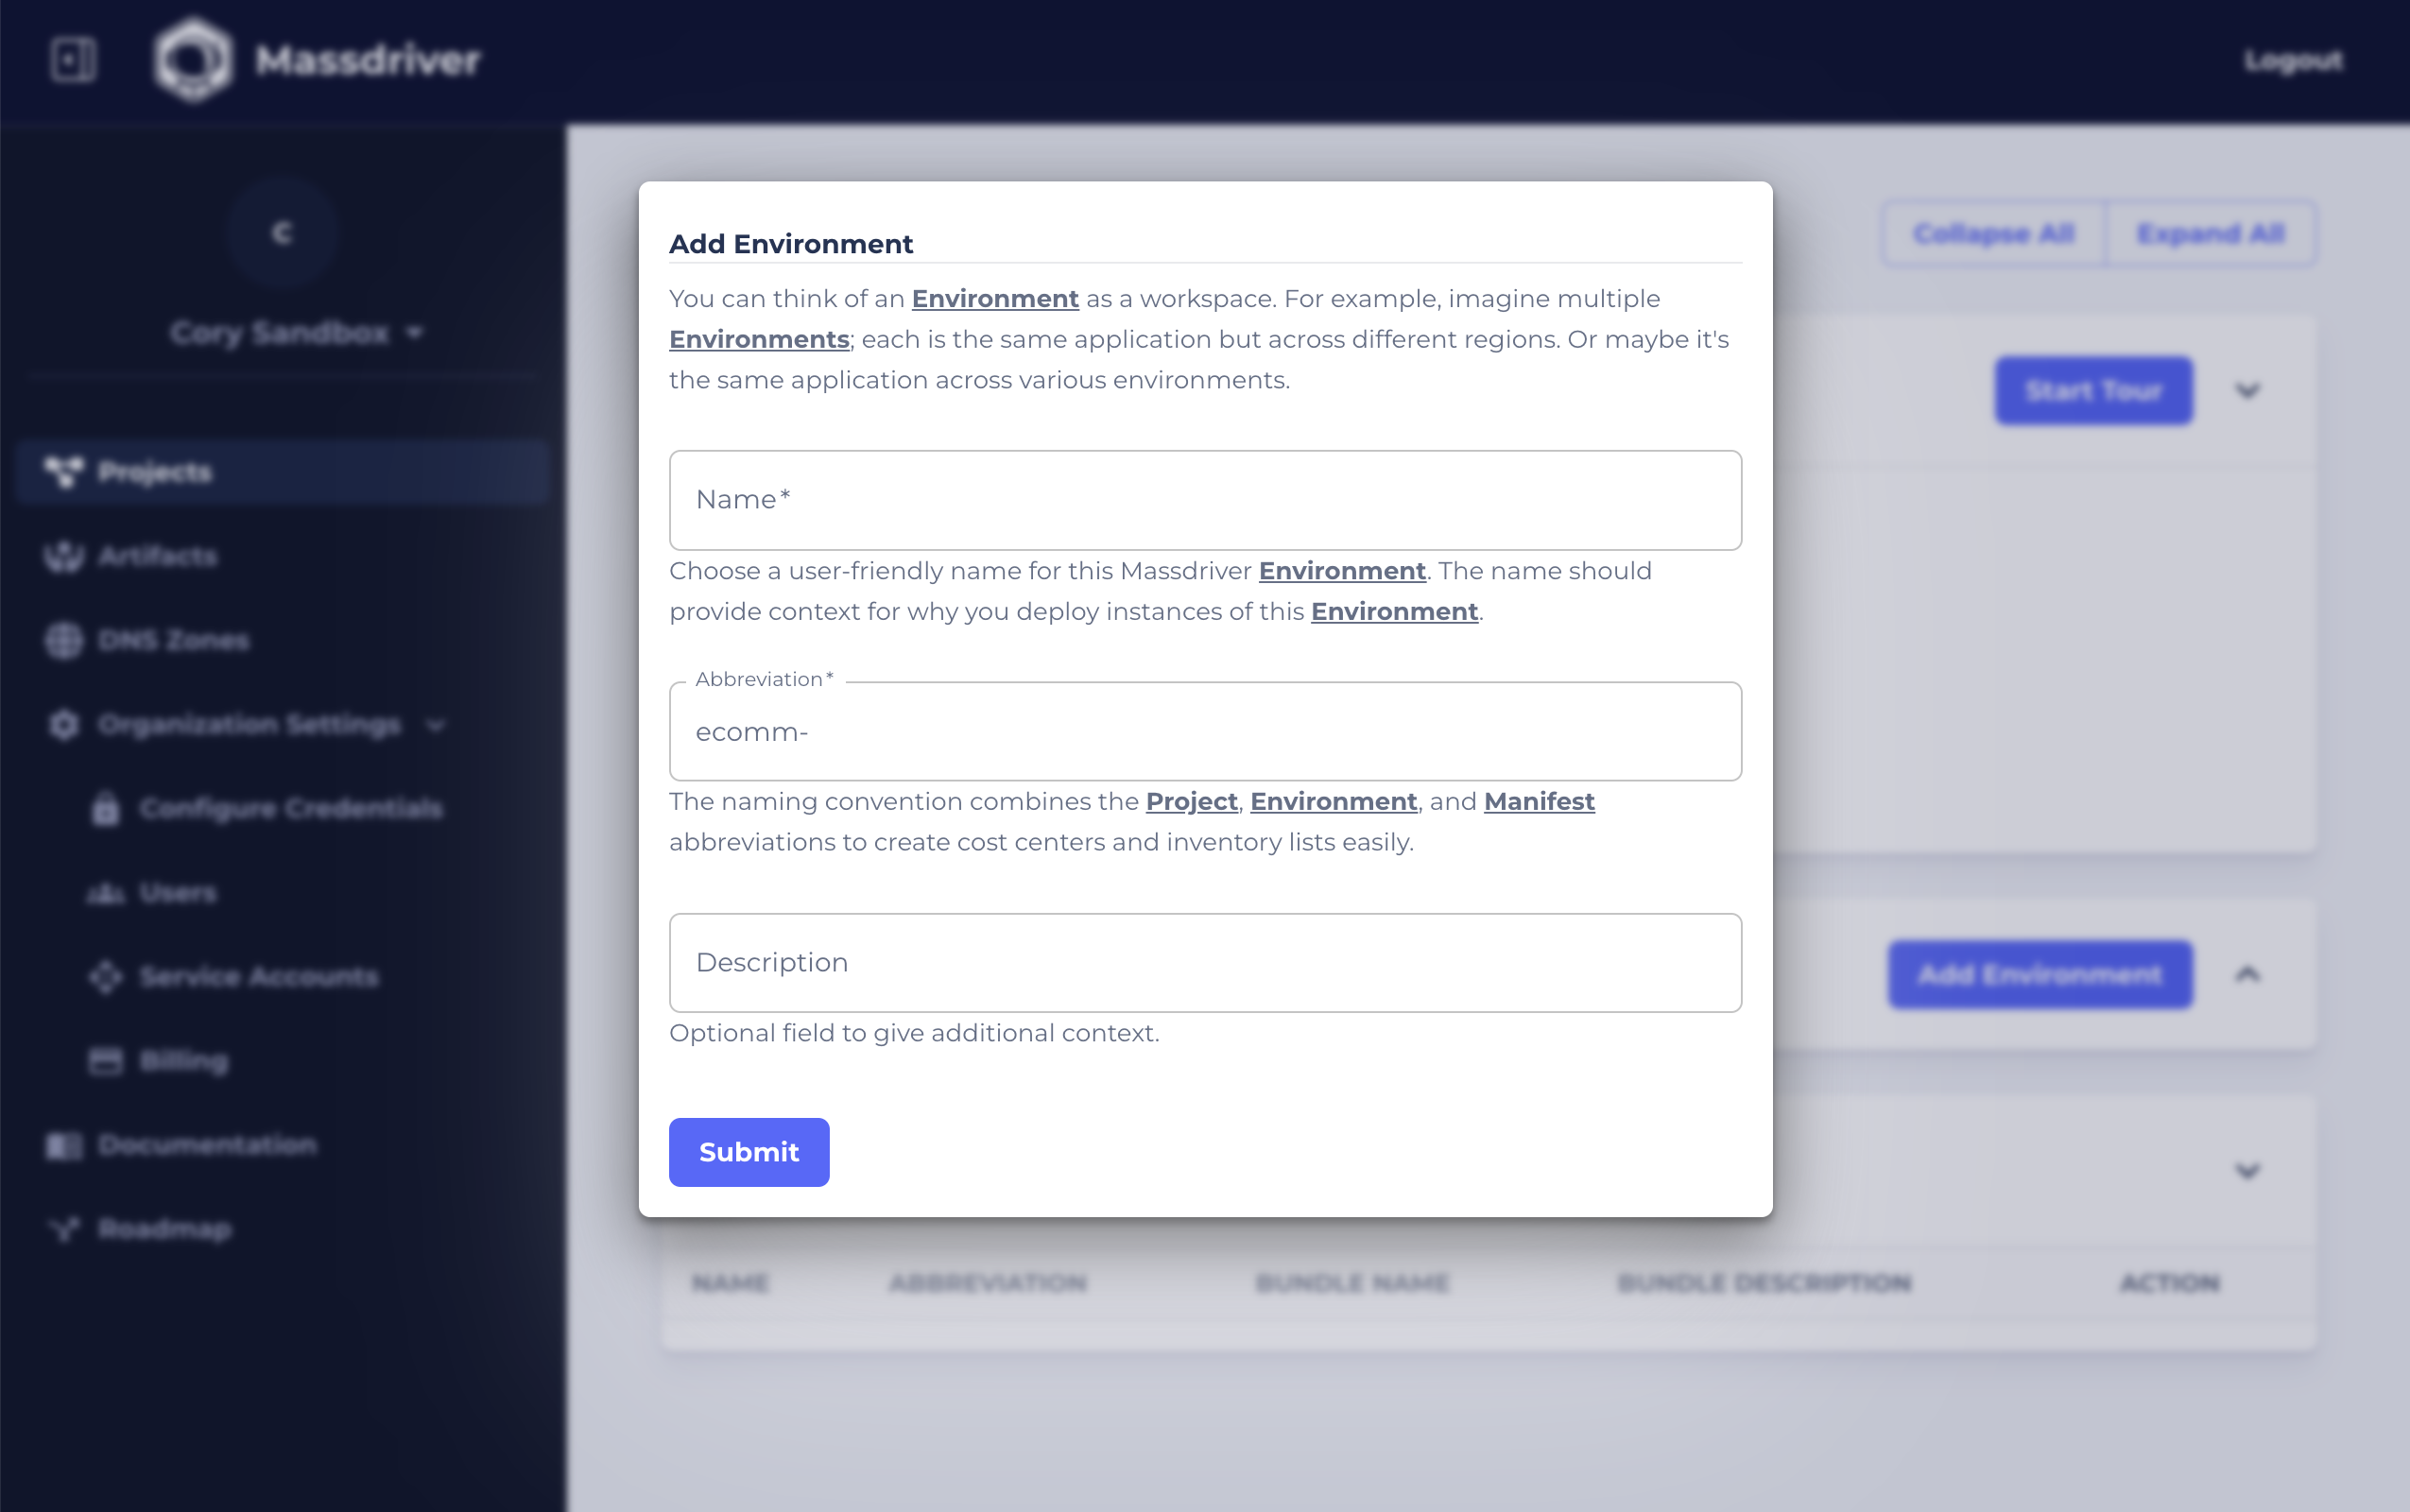 Massdriver
Logout
C
Cory Sandbox
Projects
Artifacts
DNS Zones
Organization Settings
Configure Credentials
Users
Service Accounts
Billing
Documentation
Roadmap
Collapse All
Expand All
Start Tour
Add Environment
Add Environment
You can think of an Environment as a workspace. For example, imagine multiple
Environments; each is the same application but across different regions. Or maybe it's
the same application across various environments.
Name*
Choose a user-friendly name for this Massdriver Environment. The name should
provide context for why you deploy instances of this Environment.
Abbreviation*
ecomm-
The naming convention combines the Project, Environment, and Manifest
abbreviations to create cost centers and inventory lists easily.
Description
Optional field to give additional context.
Submit
NAME
ABBREVIATION
BUNDLE NAME
BUNDLE DESCRIPTION
ACTION